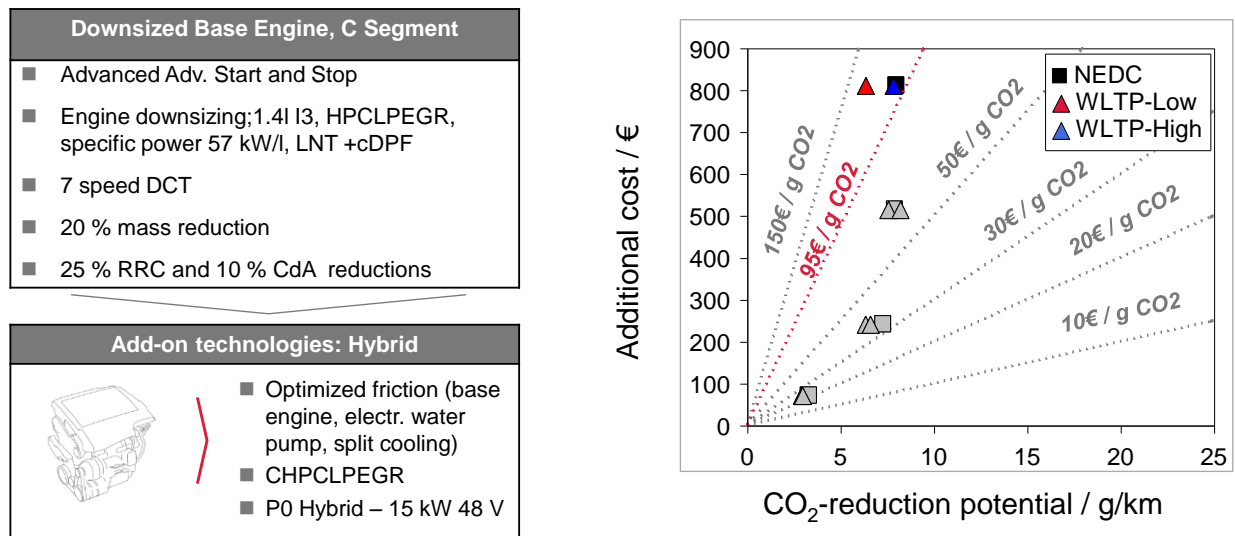 Downsized Base Engine, C Segment
Advanced Adv. Start and Stop
Engine downsizing;1.4l I3, HPCLPEGR,
specific power 57 kW/l, LNT +cDPF
7 speed DCT
20 % mass reduction
25 % RRC and 10 % CdA reductions
Add-on technologies: Hybrid
Optimized friction (base
engine, electr. water
pump, split cooling)
CHPCLPEGR
P0 Hybrid – 15 kW 48 V
Additional cost / €
900
800
700
600
500
400
300
200
100
0
0
5
10
15
20
25
CO2-reduction potential / g/km
150€ / g CO2
95€ / g CO2
50€ / g CO2
30€ / g CO2
20€ / g CO2
10€ / g CO2
NEDC
WLTP-Low
WLTP-High